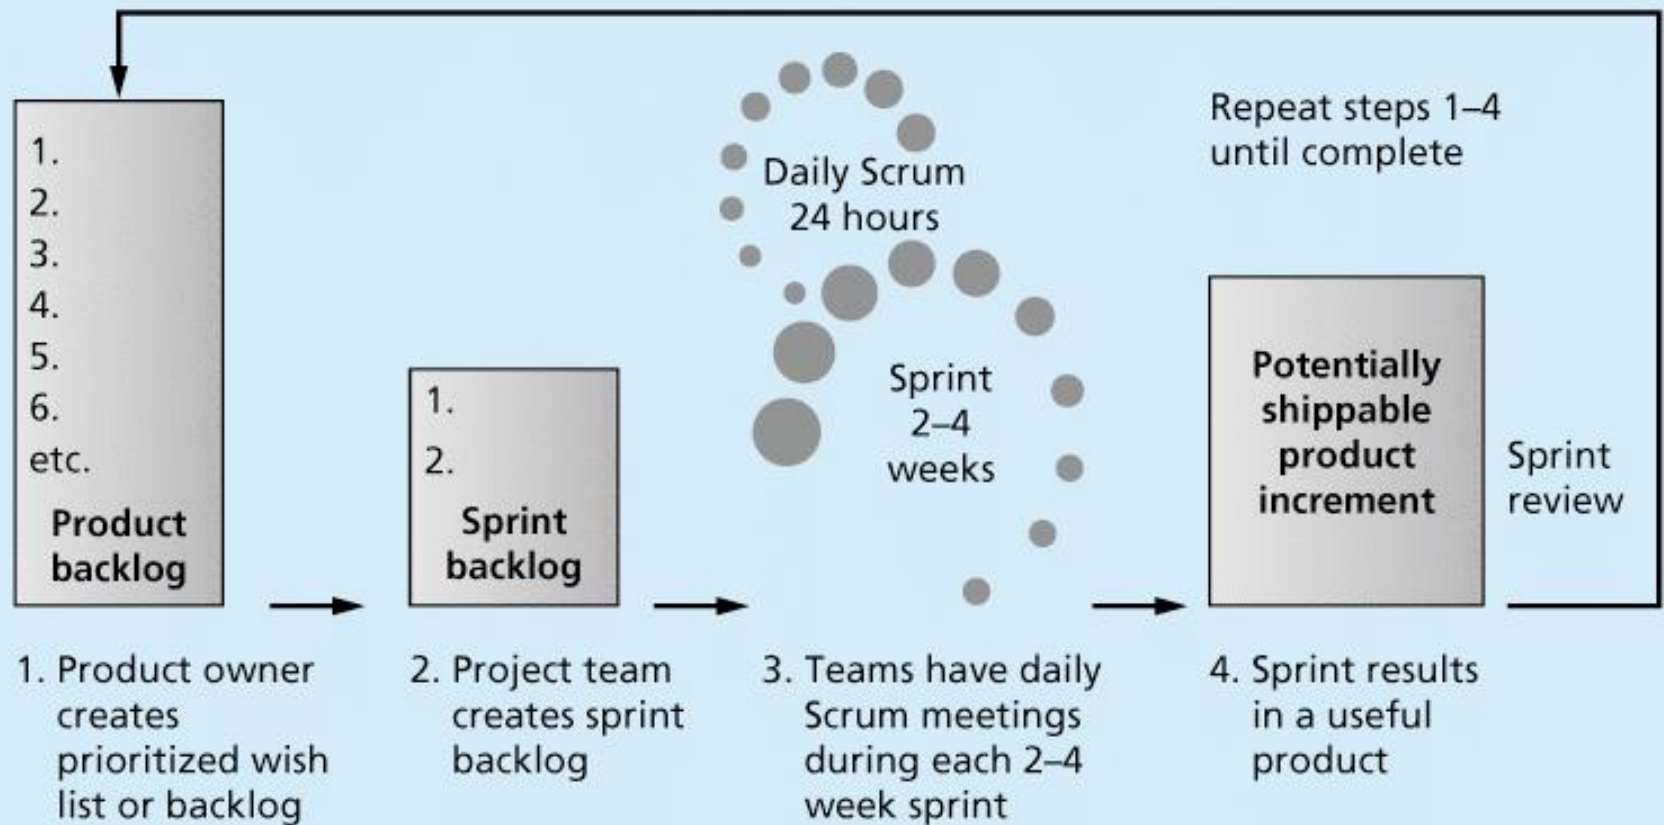 1.
2.
3.
4.
5.
6.
etc.
Product
backlog
1.
2.
Sprint
backlog
Daily Scrum
24 hours
Sprint
2–4
weeks
Repeat steps 1–4
until complete
Potentially
shippable
product
increment
Sprint
review
1. Product owner
creates
prioritized wish
list or backlog
2. Project team
creates sprint
backlog
3. Teams have daily
Scrum meetings
during each 2–4
week sprint
4. Sprint results
in a useful
product